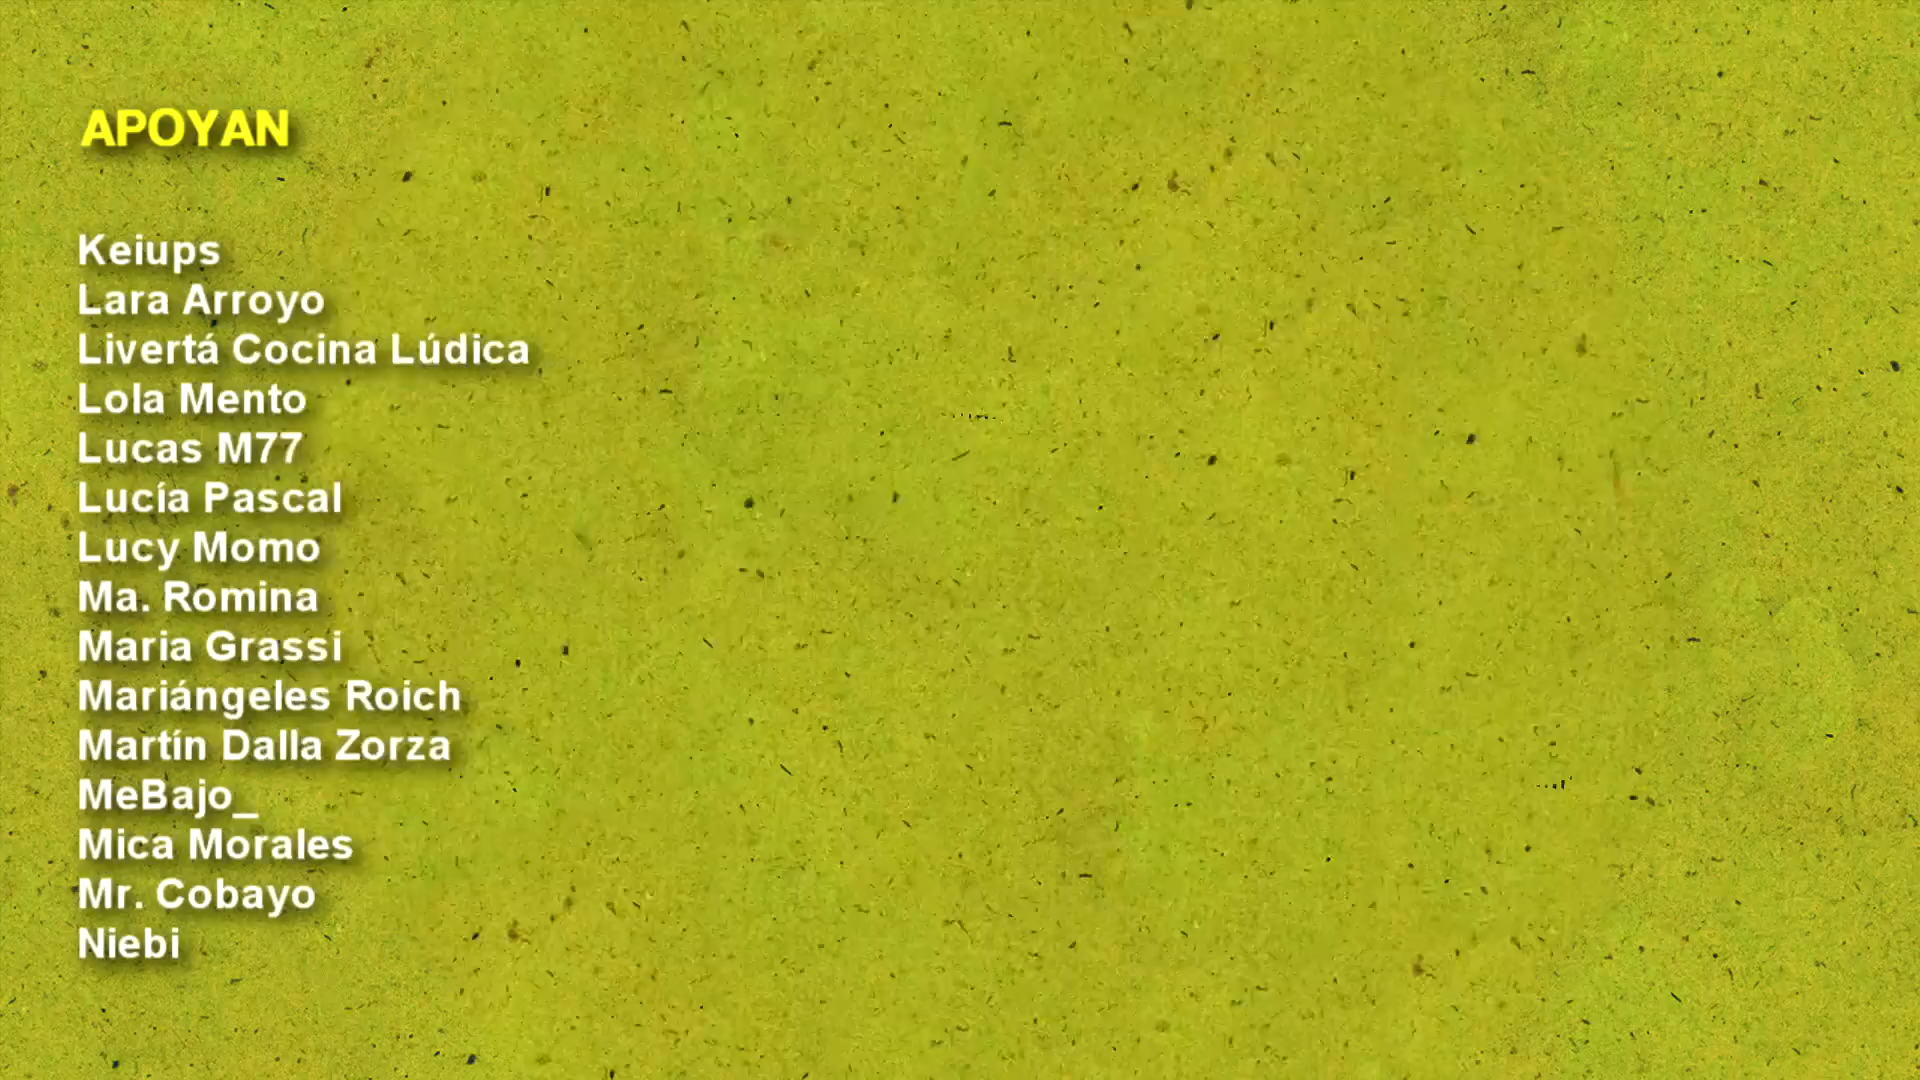 APOYAN
Keiups
Lara Arroyo
Livertá Cocina Lúdica
Lola Mento
Lucas M77
Lucía Pascal
Lucy Momo
Ma. Romina
Maria Grassi
Mariángeles Roich
Martín Dalla Zorza
MeBajo_
Mica Morales
Mr. Cobayo
Niebi